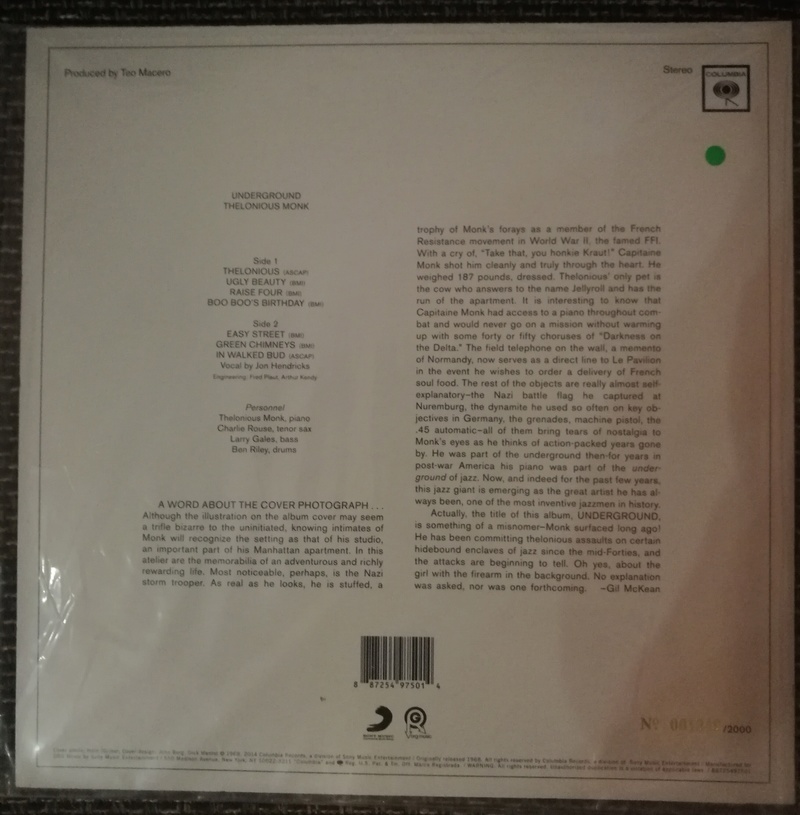 Produced by Teo Macero
Stereo
COLUMBIA
UNDERGROUND
THELONIOUS MONK
Side 1
THELONIOUS (ASCAP)
UGLY BEAUTY (BMI)
RAISE FOUR (BMI)
BOO BOO'S BIRTHDAY (BMI)
Side 2
EASY STREET (BMI)
GREEN CHIMNEYS (BMI)
IN WALKED BUD (ASCAP)
Vocal by Jon Hendricks
Engineering: Fred Plaut, Arthur Kendy
Personnel
Thelonious Monk, piano
Charlie Rouse, tenor sax
Larry Gales, bass
Ben Riley, drums
A WORD ABOUT THE COVER PHOTOGRAPH . . .
Although the illustration on the album cover may seem
a trifle bizarre to the uninitiated, knowing intimates of
Monk will recognize the setting as that of his studio,
an important part of his Manhattan apartment. In this
atelier are the memorabilia of an adventurous and richly
rewarding life. Most noticeable, perhaps, is the Nazi
storm trooper. As real as he looks, he is stuffed, a
trophy of Monk's forays as a member of the French
Resistance movement in World War II, the famed FFI.
With a cry of, "Take that, you honkie Kraut!" Capitaine
Monk shot him cleanly and truly through the heart. He
weighed 187 pounds, dressed. Thelonious' only pet is
the cow who answers to the name Jellyroll and has the
run of the apartment. It is interesting to know that
Capitaine Monk had access to a piano throughout com-
bat and would never go on a mission without warming
up with some forty or fifty choruses of "Darkness on
the Delta." The field telephone on the wall, a memento
of Normandy, now serves as a direct line to Le Pavilion
in the event he wishes to order a delivery of French
soul food. The rest of the objects are really almost self-
explanatory—the Nazi battle flag he captured at
Nuremburg, the dynamite he used so often on key ob-
jectives in Germany, the grenades, machine pistol, the
.45 automatic—all of them bring tears of nostalgia to
Monk's eyes as he thinks of action-packed years gone
by. He was part of the underground then-for years in
post-war America his piano was part of the under-
ground of jazz. Now, and indeed for the past few years,
this jazz giant is emerging as the great artist he has al-
ways been, one of the most inventive jazzmen in history.
Actually, the title of this album, UNDERGROUND,
is something of a misnomer—Monk surfaced long ago!
He has been committing thelonious assaults on certain
hidebound enclaves of jazz since the mid-Forties, and
the attacks are beginning to tell. Oh yes, about the
girl with the firearm in the background. No explanation
was asked, nor was one forthcoming. —Gil McKean
8 87254 97501 4
Nº /2000